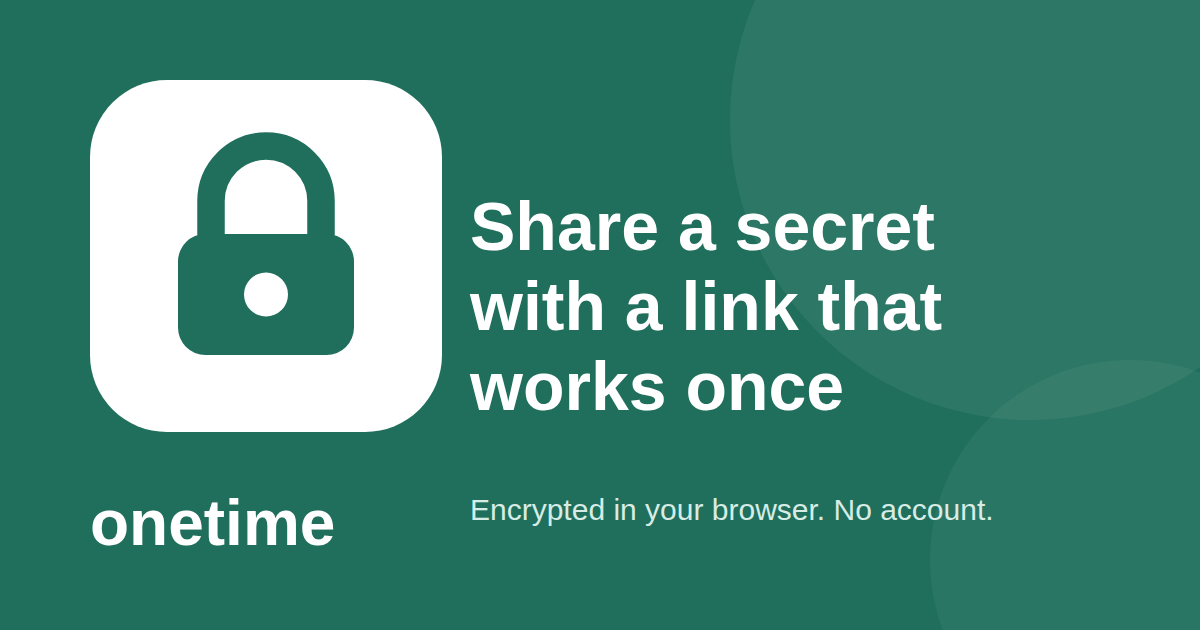 Share a secret
with a link that
works once
onetime
Encrypted in your browser. No account.